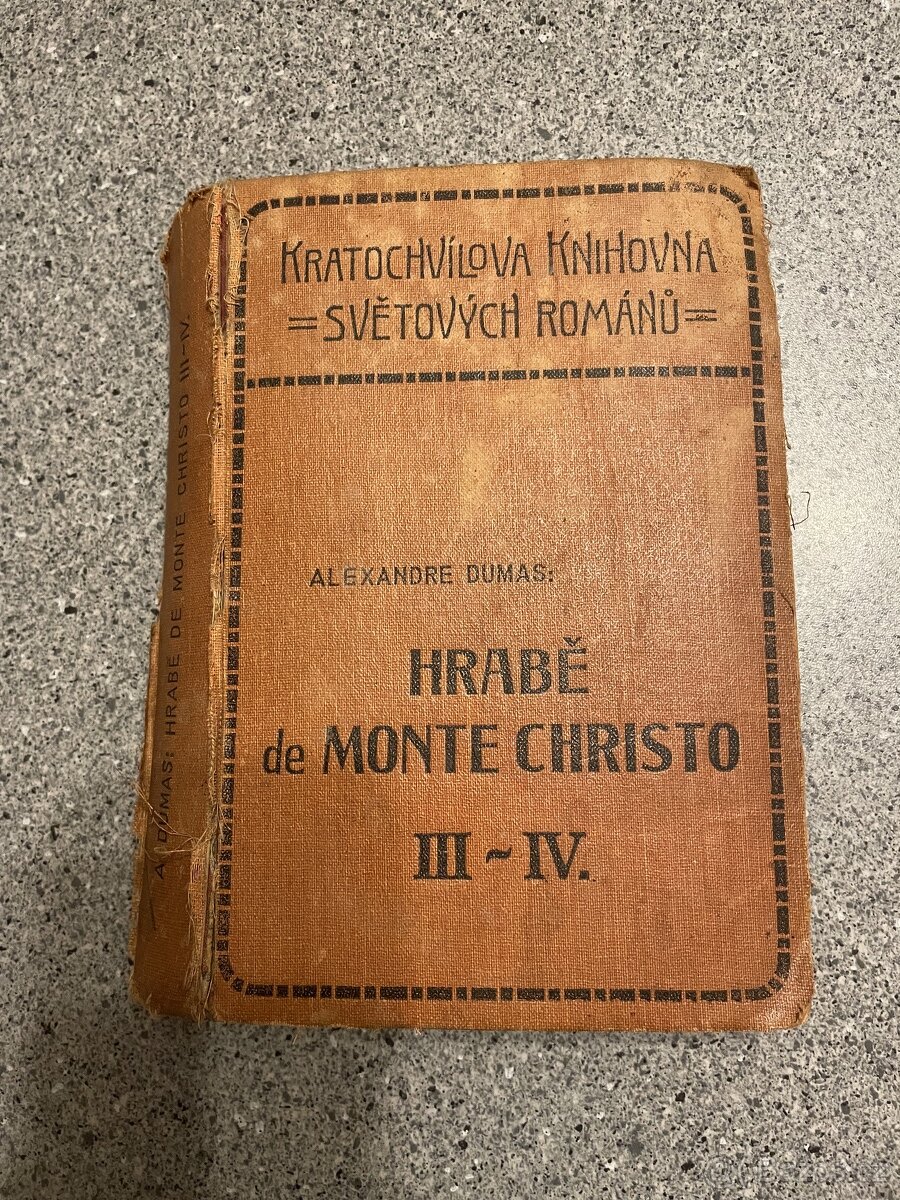 KRATOCHVÍLOVA KNIHOVNA
=SVĚTOVÝCH ROMÁNŮ=
ALEXANDRE DUMAS:
HRABĚ
de MONTE CHRISTO
III~IV.
A. DUMAS: HRABĚ DE MONTE CHRISTO III-IV.